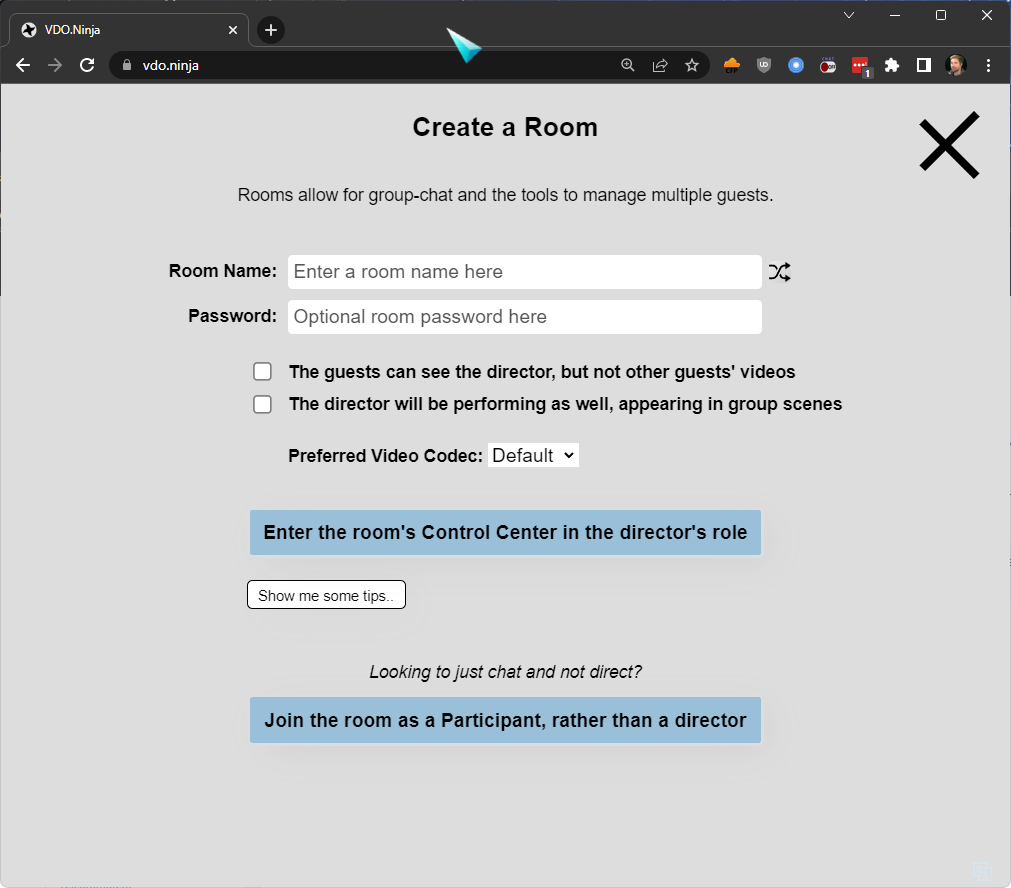 VDO.Ninja
vdo.ninja
CFP
UD
1
Create a Room
Rooms allow for group-chat and the tools to manage multiple guests.
Room Name: Enter a room name here
Password: Optional room password here
The guests can see the director, but not other guests' videos
The director will be performing as well, appearing in group scenes
Preferred Video Codec: Default
Enter the room's Control Center in the director's role
Show me some tips..
Looking to just chat and not direct?
Join the room as a Participant, rather than a director